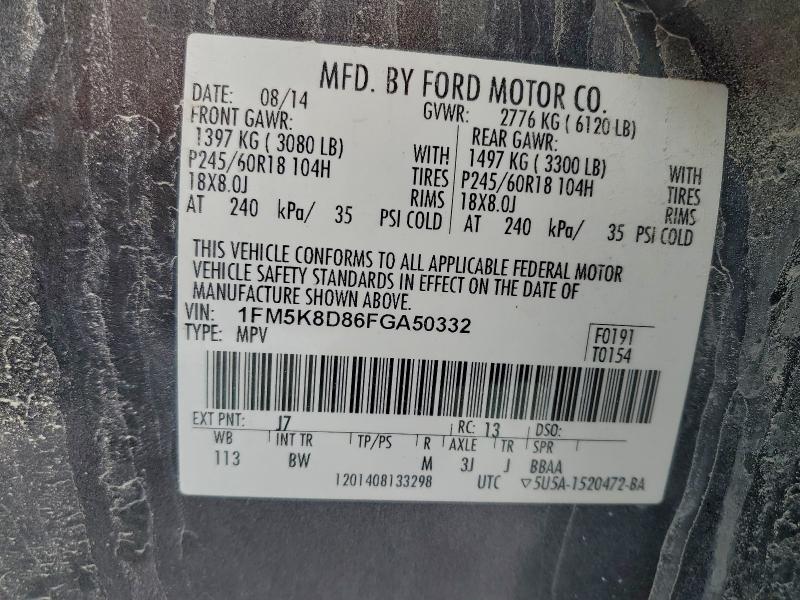 MFD. BY FORD MOTOR CO.
DATE: 08/14 GVWR: 2776 KG ( 6120 LB)
FRONT GAWR: REAR GAWR:
1397 KG ( 3080 LB) WITH 1497 KG ( 3300 LB) WITH
P245/60R18 104H TIRES P245/60R18 104H TIRES
18X8.0J RIMS 18X8.0J RIMS
AT 240 kPa/ 35 PSI COLD AT 240 kPa/ 35 PSI COLD
THIS VEHICLE CONFORMS TO ALL APPLICABLE FEDERAL MOTOR
VEHICLE SAFETY STANDARDS IN EFFECT ON THE DATE OF
MANUFACTURE SHOWN ABOVE.
VIN: 1FM5K8D86FGA50332
TYPE: MPV
F0191
T0154
EXT PNT: J7 RC: 13 DSO:
WB INT TR TP/PS R AXLE TR SPR
113 BW M 3J J BBAA
1201408133298 UTC ▽5U5A-1520472-BA